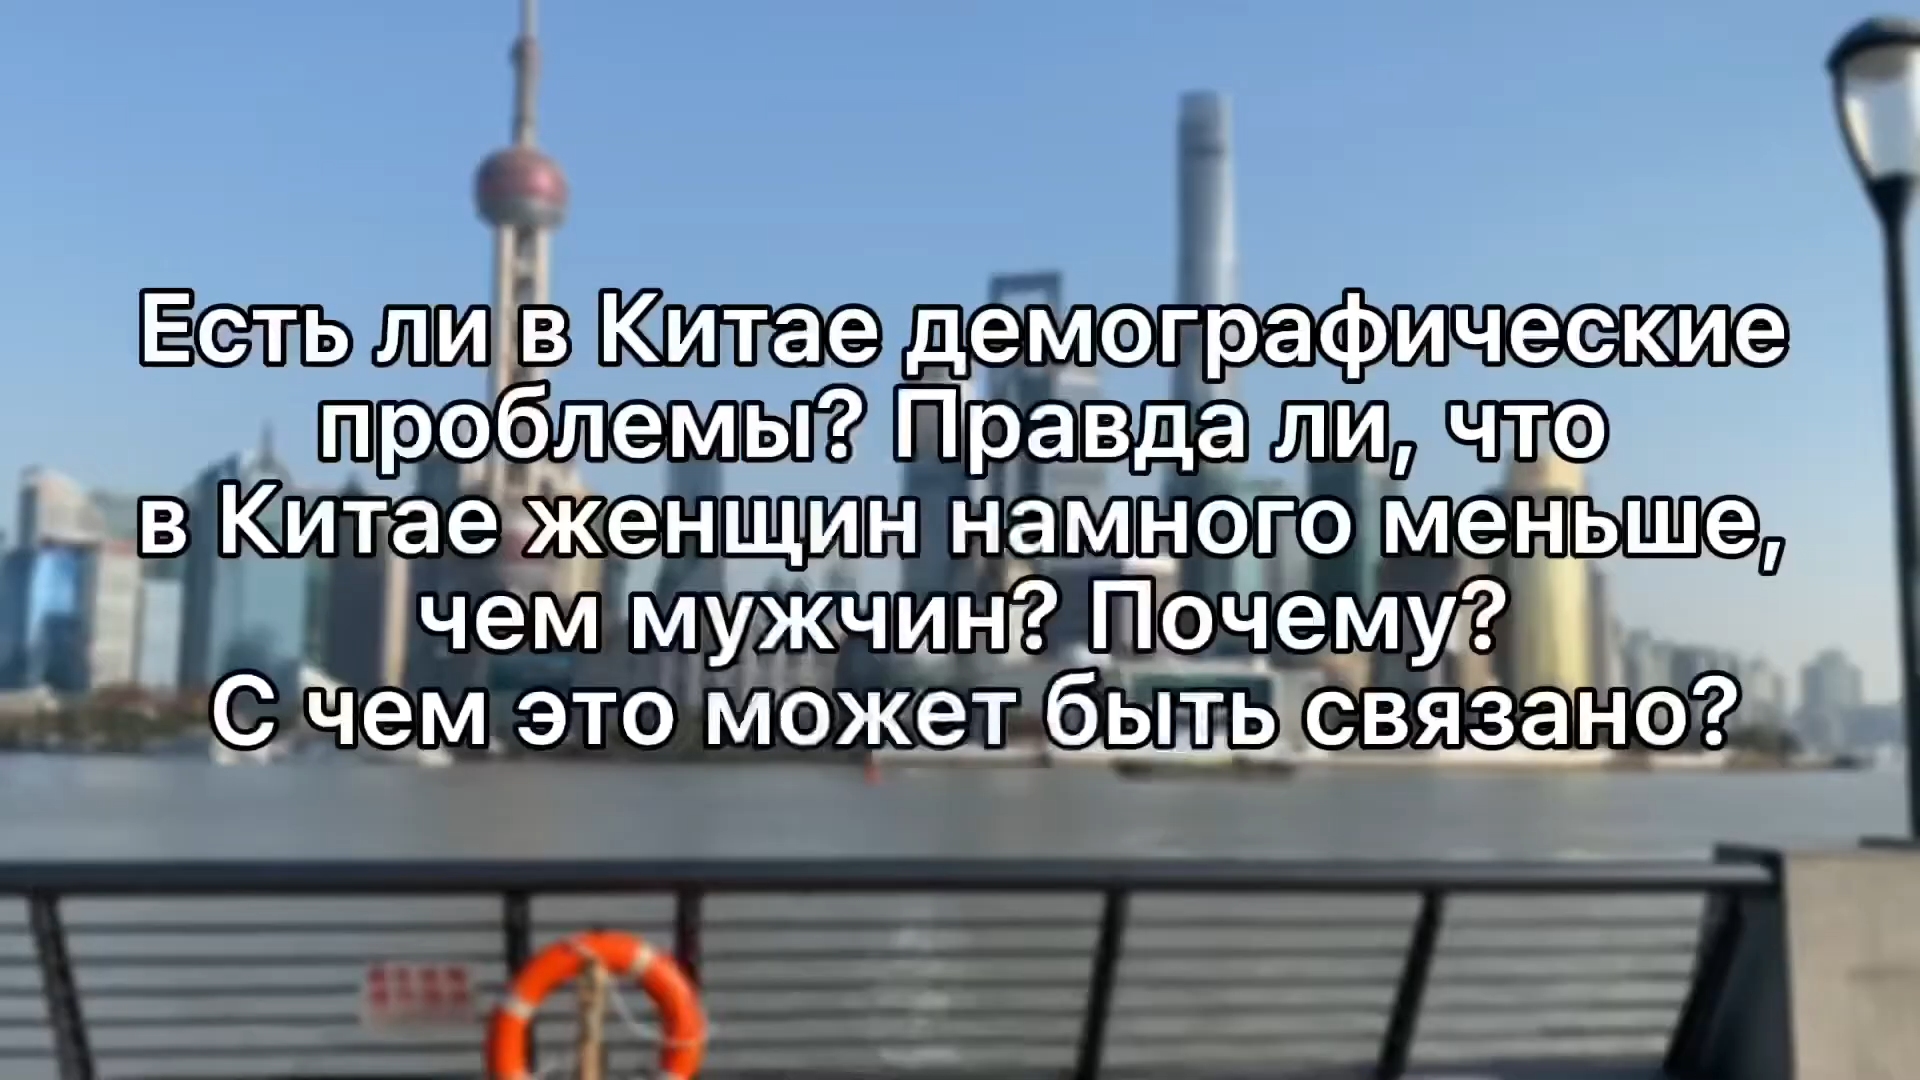 Есть ли в Китае демографические
проблемы? Правда ли, что
в Китае женщин намного меньше,
чем мужчин? Почему?
С чем это может быть связано?